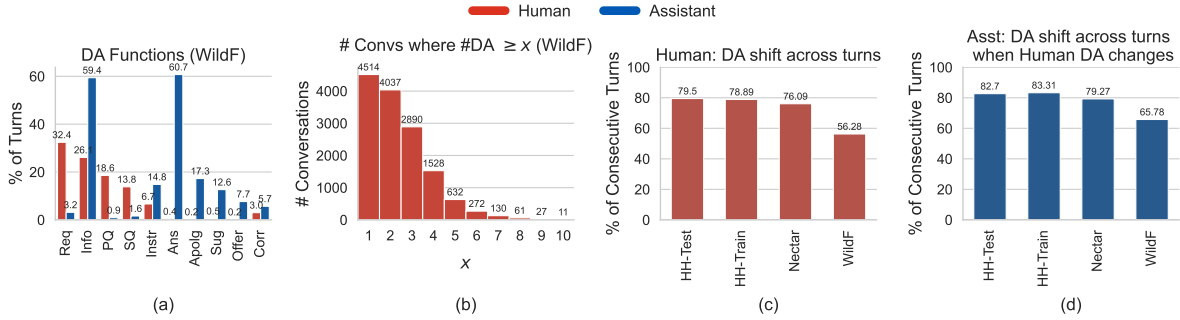 Human
Assistant
DA Functions (WildF)
% of Turns
60
40
20
0
32.4
3.2
26.1
59.4
18.6
0.9
13.8
1.6
6.7
14.8
0.4
60.7
0.2
17.3
0.5
12.6
0.2
7.7
3.0
5.7
Req
Info
PQ
SQ
Instr
Ans
Apolg
Sug
Offer
Corr
(a)
# Convs where #DA ≥ x (WildF)
# Conversations
4000
3000
2000
1000
0
4514
4037
2890
1528
632
272
130
61
27
11
1 2 3 4 5 6 7 8 9 10
x
(b)
Human: DA shift across turns
% of Consecutive Turns
100
80
60
40
20
0
79.5
78.89
76.09
56.28
HH-Test
HH-Train
Nectar
WildF
(c)
Asst: DA shift across turns
when Human DA changes
% of Consecutive Turns
100
80
60
40
20
0
82.7
83.31
79.27
65.78
HH-Test
HH-Train
Nectar
WildF
(d)